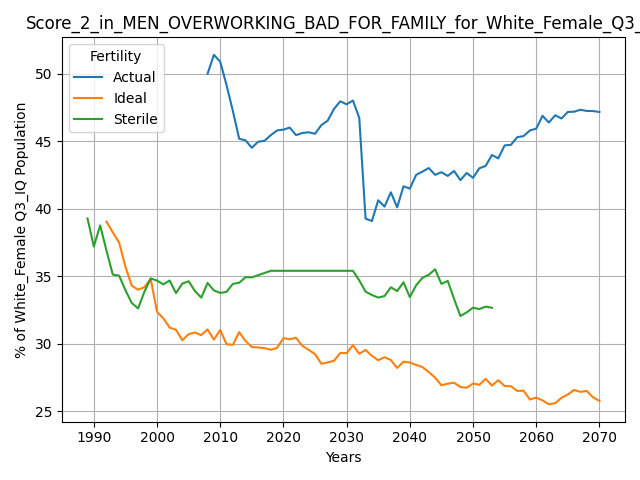 Score_2_in_MEN_OVERWORKING_BAD_FOR_FAMILY_for_White_Female_Q3_
Fertility
Actual
Ideal
Sterile
% of White_Female Q3_IQ Population
50
45
40
35
30
25
1990 2000 2010 2020 2030 2040 2050 2060 2070
Years